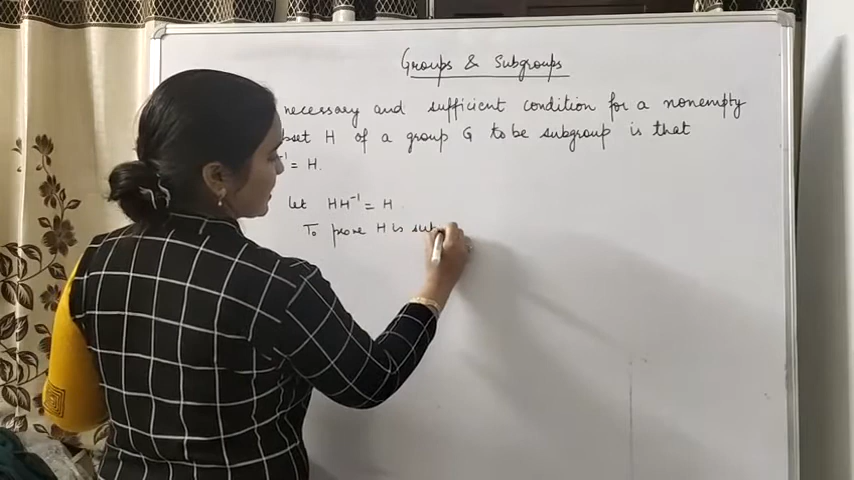 Groups & Subgroups
necessary and sufficient condition for a nonempty
H of a group G to be subgroup is that
= H.
let HH⁻¹ = H
To prove H is sub